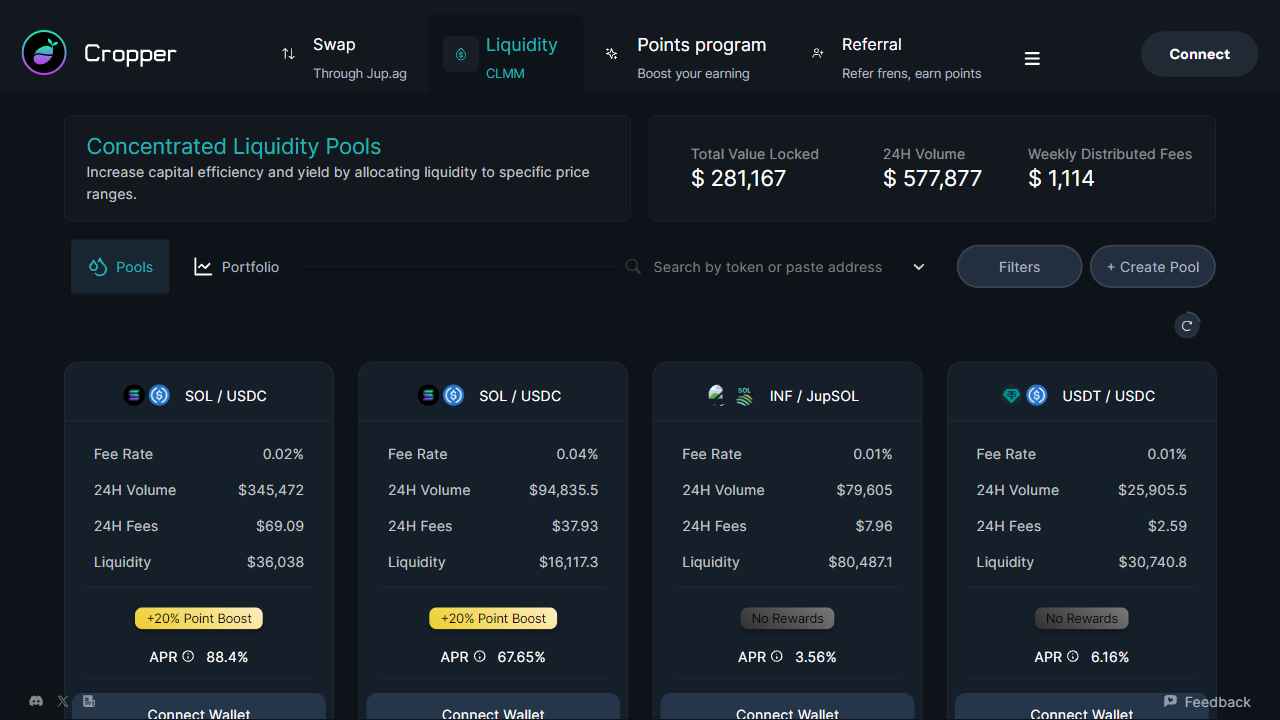 Cropper
Swap
Through Jup.ag
Liquidity
CLMM
Points program
Boost your earning
Referral
Refer frens, earn points
Connect
Concentrated Liquidity Pools
Increase capital efficiency and yield by allocating liquidity to specific price
ranges.
Total Value Locked
$ 281,167
24H Volume
$ 577,877
Weekly Distributed Fees
$ 1,114
Pools
Portfolio
Search by token or paste address
Filters
+ Create Pool
SOL / USDC
Fee Rate 0.02%
24H Volume $345,472
24H Fees $69.09
Liquidity $36,038
+20% Point Boost
APR 88.4%
Connect Wallet
SOL / USDC
Fee Rate 0.04%
24H Volume $94,835.5
24H Fees $37.93
Liquidity $16,117.3
+20% Point Boost
APR 67.65%
Connect Wallet
SOL
INF / JupSOL
Fee Rate 0.01%
24H Volume $79,605
24H Fees $7.96
Liquidity $80,487.1
No Rewards
APR 3.56%
Connect Wallet
USDT / USDC
Fee Rate 0.01%
24H Volume $25,905.5
24H Fees $2.59
Liquidity $30,740.8
No Rewards
APR 6.16%
Connect Wallet
Feedback